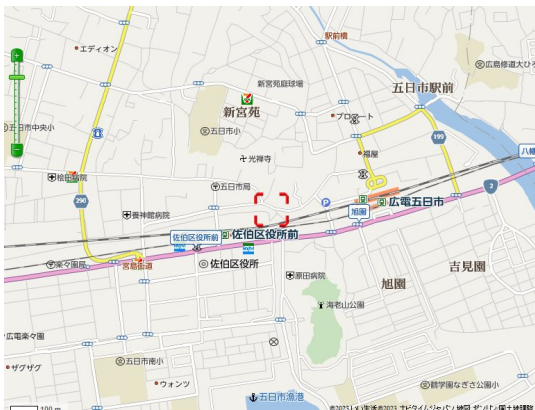 駅前橋
エディオン
広島修道大ひろ
新宮苑庭球場
五日市駅前
新宮苑
プロマート
五日市中央小
五日市小
199
光禅寺
福屋
八幡
桧田病院
五日市局
2
290
広電五日市
養神館病院
旭園
佐伯区役所前
佐伯区役所前
吉見園
楽々園局
宮島街道
佐伯区役所
原田病院
旭園
海老山公園
広電楽々園
五日市南小
ザグザグ
ウォンツ
鶴学園なぎさ公園小
五日市漁港
100 m